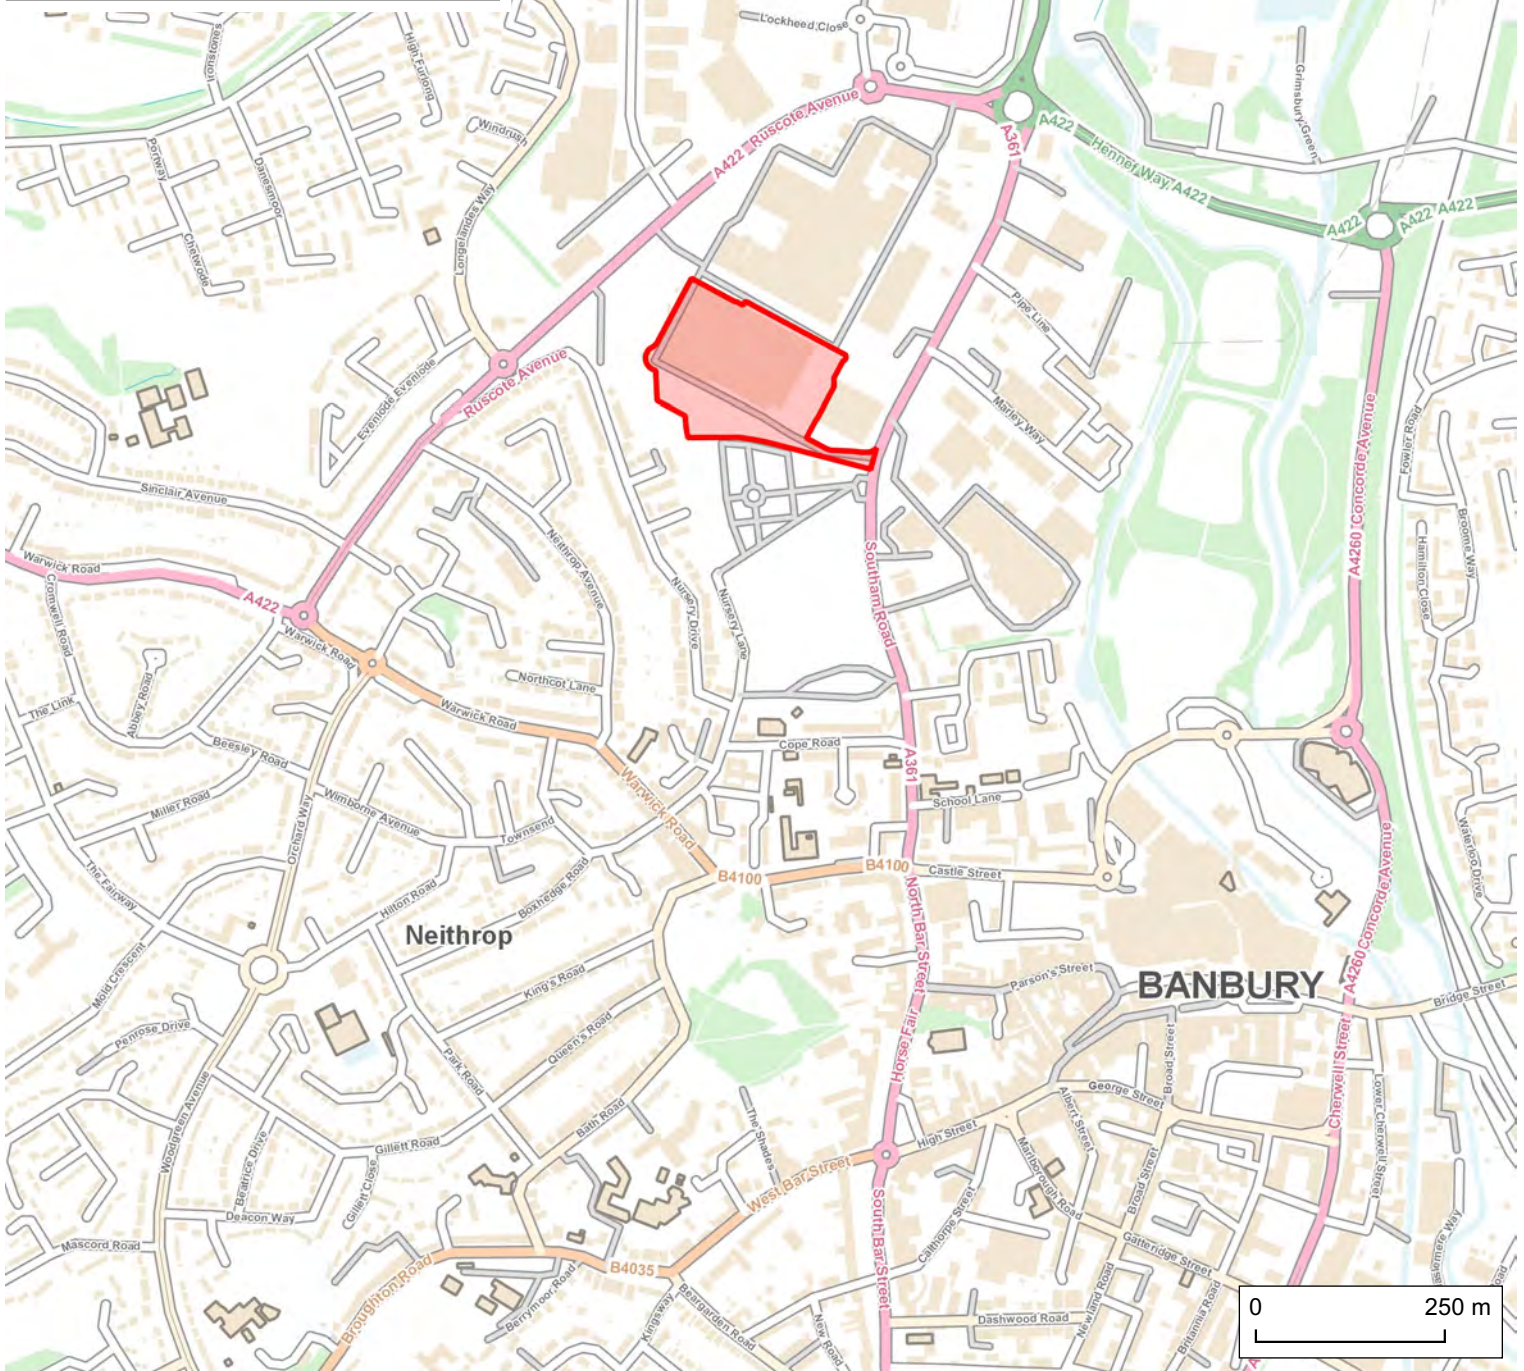 Lockheed Close
Ironstones
High Furlong
Windrush
A422 Ruscote Avenue
A422
Hennef Way A422
Grimsbury Green
A361
A422
A422 A422
Portway
Danesmoor
Chetwode
Longelandes Way
Pipe Line
Marley Way
Evenlode Evenlode
Ruscote Avenue
A4260 Concorde Avenue
Fowler Road
Sinclair Avenue
Broome Way
Hamilton Close
Neithrop Avenue
Nursery Drive
Nursery Lane
Southam Road
Warwick Road
A422
Cromwell Road
Warwick Road
Northcot Lane
Warwick Road
The Link
Abbey Road
Beesley Road
Cope Road
A361
School Lane
Miller Road
Wimborne Avenue
Townsend
Orchard Way
Warwick Road
Waterloo Drive
The Fairway
Hilton Road
Boxhedge Road
B4100
B4100
Castle Street
A4260 Concorde Avenue
Neithrop
North Bar Street
Mold Crescent
King's Road
Parson's Street
BANBURY
Bridge Street
Penrose Drive
Queen's Road
Park Road
Horse Fair
Broad Street
Cherwell Street
Lower Cherwell Street
Woodgreen Avenue
Bath Road
The Shades
George Street
Albert Street
High Street
Beatrice Drive
Gillett Road
Gillett Close
Marlborough Road
Broad Street
West Bar Street
Deacon Way
Calthorpe Street
South Bar Street
Mascord Road
Gatteridge Street
Broughton Road
B4035
Berrymoor Road
Kingsway
Beargarden Road
New Road
Dashwood Road
Newland Road
Britannia Road
0 250 m